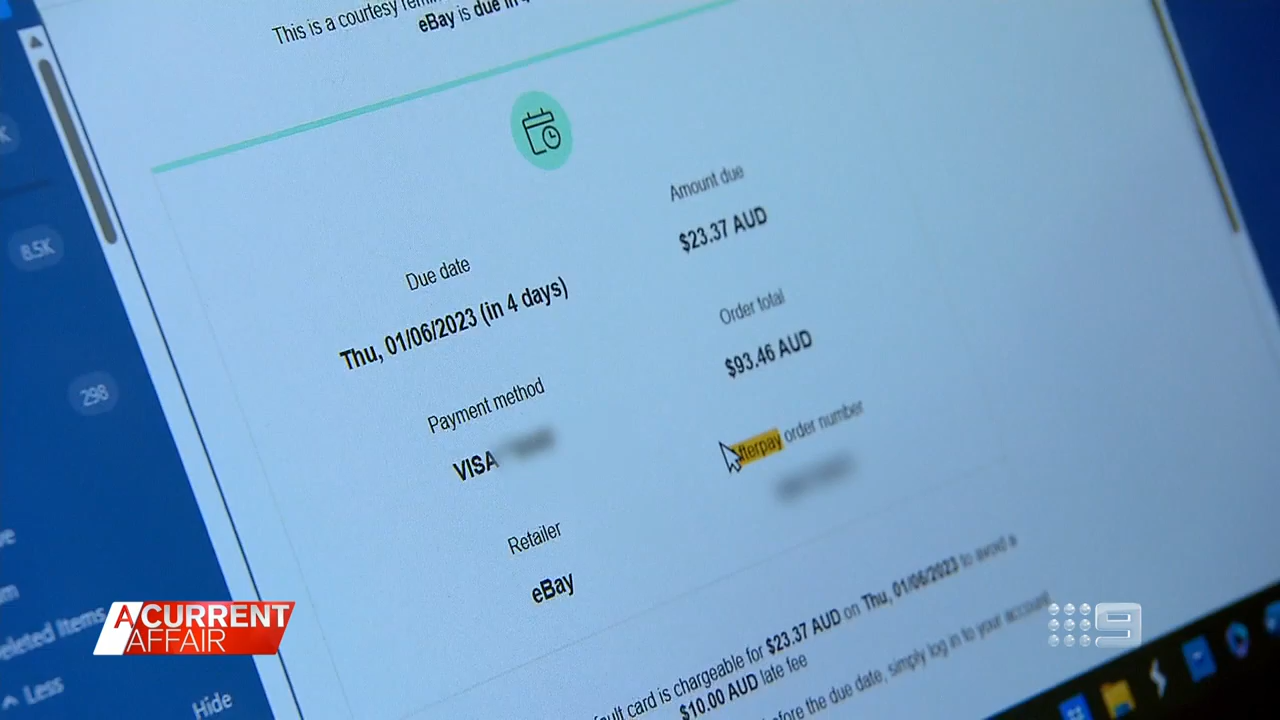 This is a courtesy
eBay is due in
Due date
Thu, 01/06/2023 (in 4 days)
Amount due
$23.37 AUD
Order total
$93.46 AUD
Payment method
VISA
Afterpay order number
Retailer
eBay
card is chargeable for $23.37 AUD on Thu, 01/06/2023 to avoid a
$10.00 AUD late fee
before the due date, simply log in to your account
K
8.5K
298
Deleted Items
Less
Hide
A CURRENT
AFFAIR
9